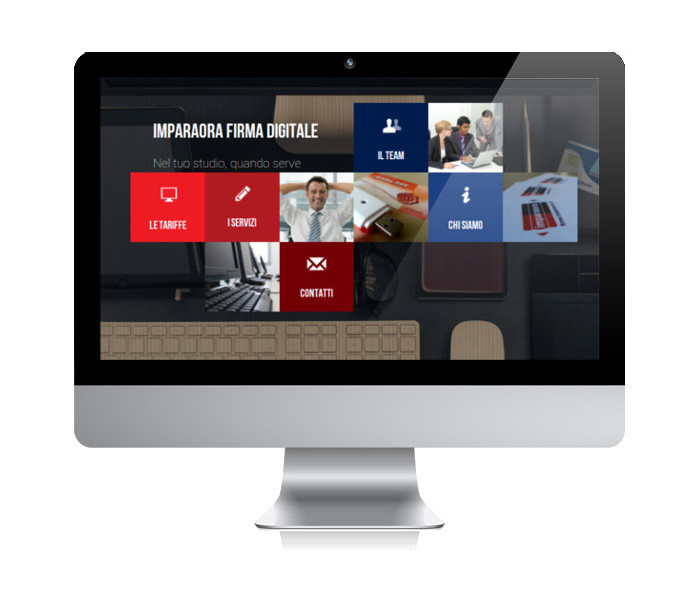 IMPARAORA FIRMA DIGITALE
Nel tuo studio, quando serve
IL TEAM
LE TARIFFE
I SERVIZI
CHI SIAMO
CONTATTI